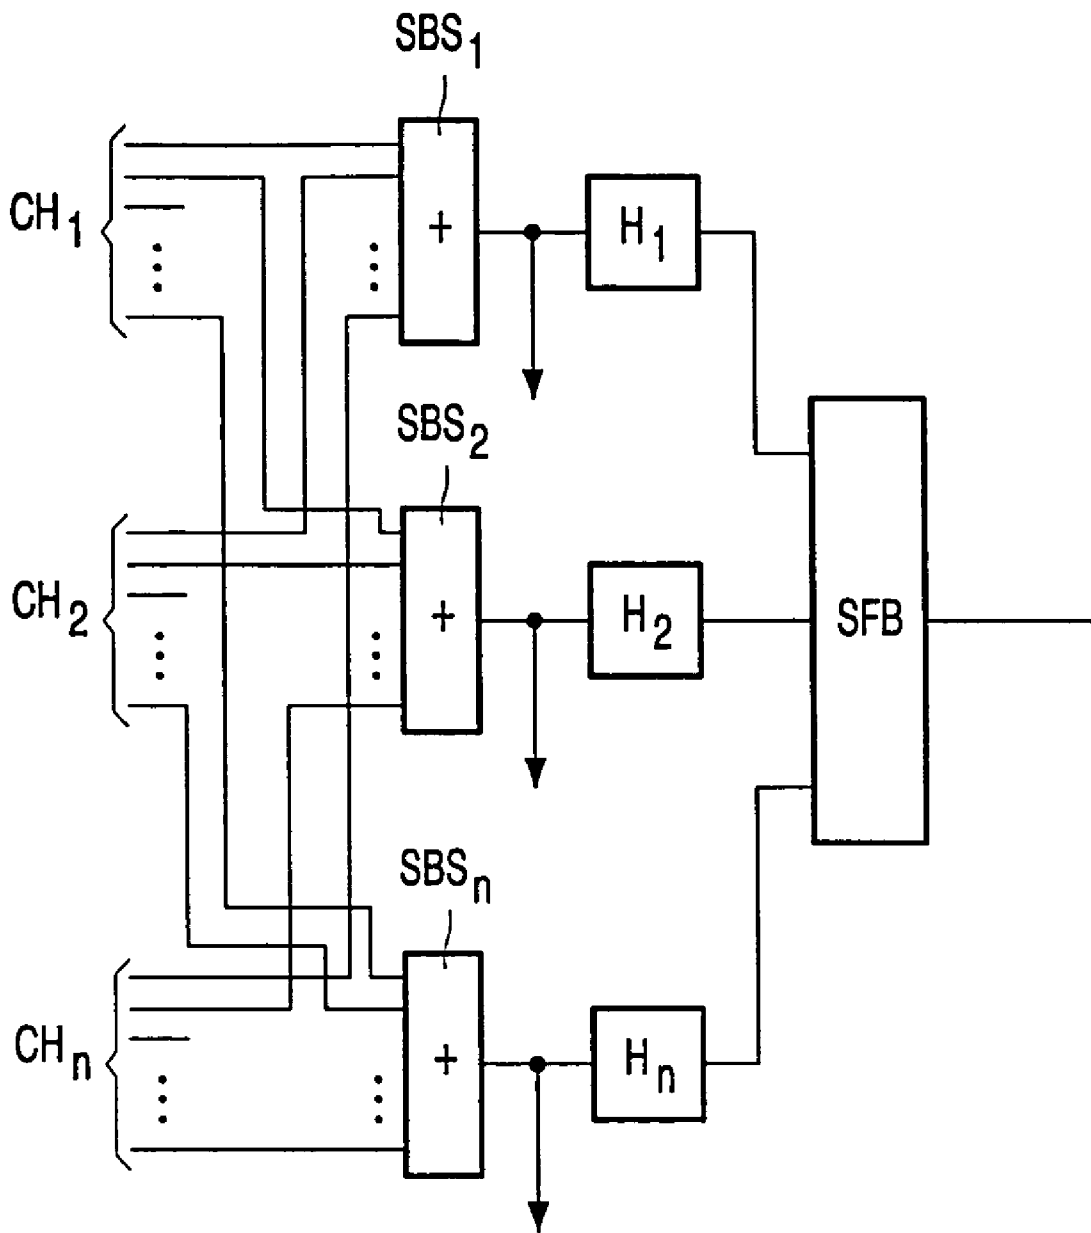 SBS₁
CH₁
+
H₁
SBS₂
CH₂
+
H₂
SFB
SBSₙ
CHₙ
+
Hₙ